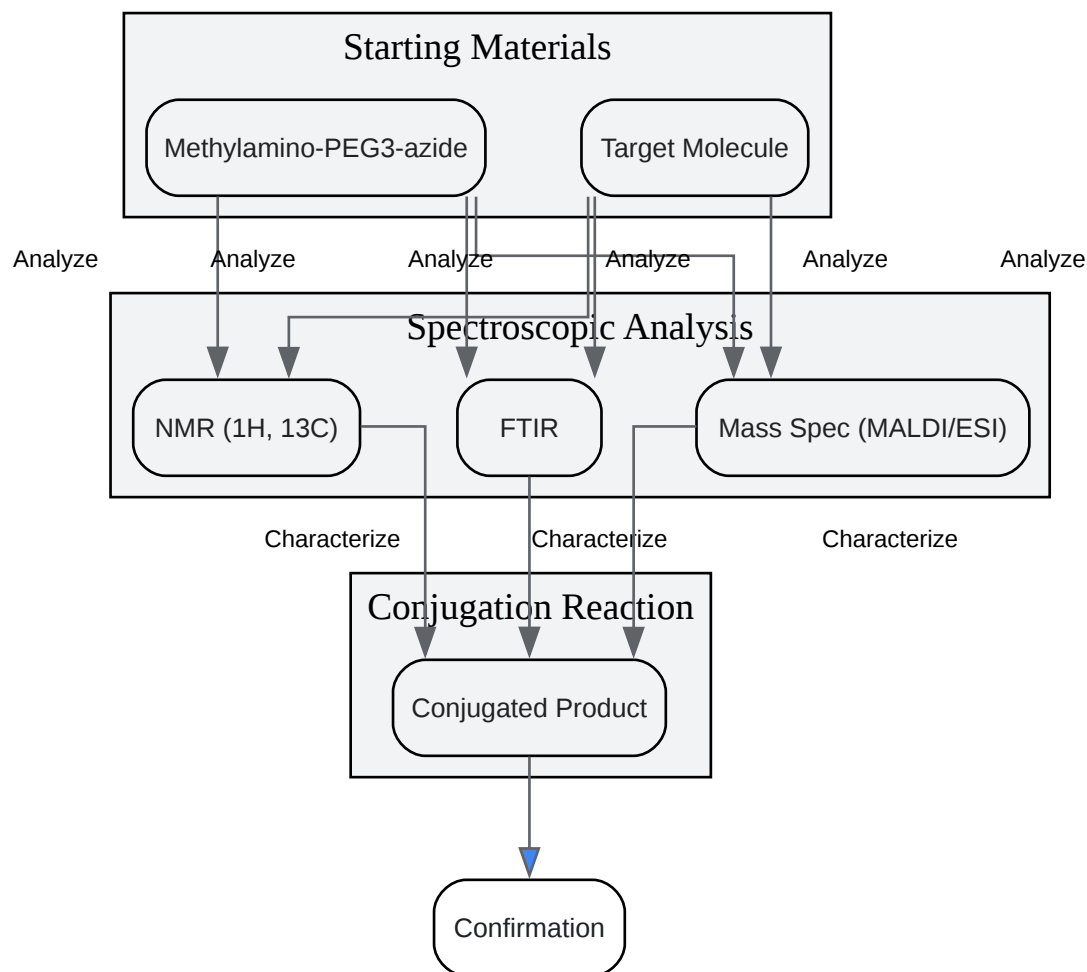 Starting Materials
Methylamino-PEG3-azide
Target Molecule
Analyze
Analyze
Analyze
Analyze
Analyze
Analyze
Spectroscopic Analysis
NMR (1H, 13C)
FTIR
Mass Spec (MALDI/ESI)
Characterize
Characterize
Characterize
Conjugation Reaction
Conjugated Product
Confirmation